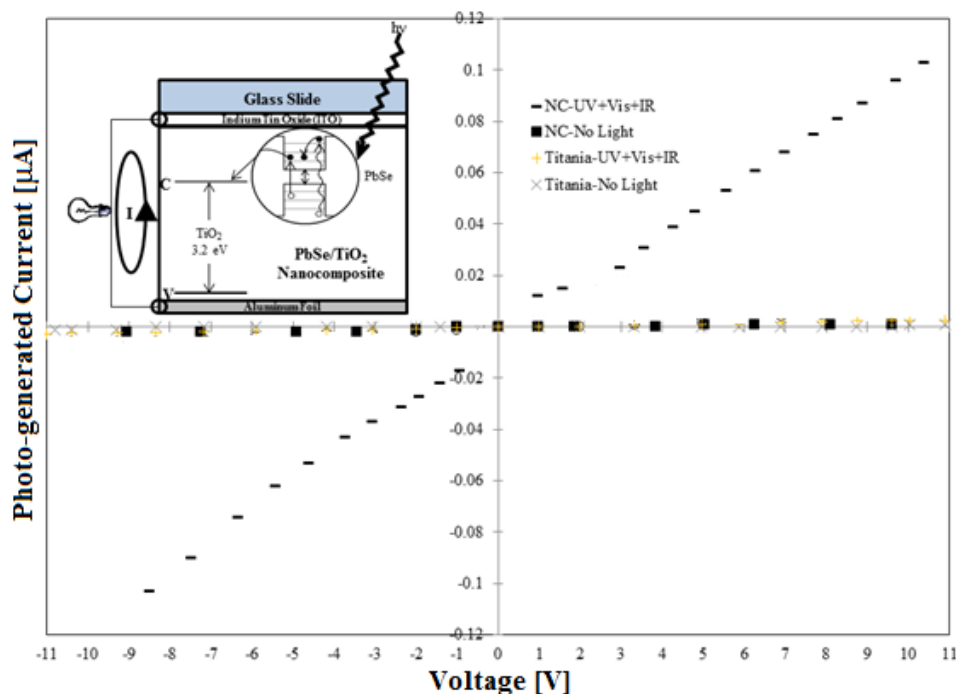 0.12
0.1
0.08
0.06
0.04
0.02
-0.02
-0.04
-0.06
-0.08
-0.1
-0.12
hν
Glass Slide
Indium Tin Oxide (ITO)
PbSe
C
I
TiO₂
3.2 eV
PbSe/TiO₂
Nanocomposite
V
Aluminum Foil
NC-UV+Vis+IR
NC-No Light
Titania-UV+Vis+IR
Titania-No Light
Photo-generated Current [µA]
-11 -10 -9 -8 -7 -6 -5 -4 -3 -2 -1 0 1 2 3 4 5 6 7 8 9 10 11
Voltage [V]